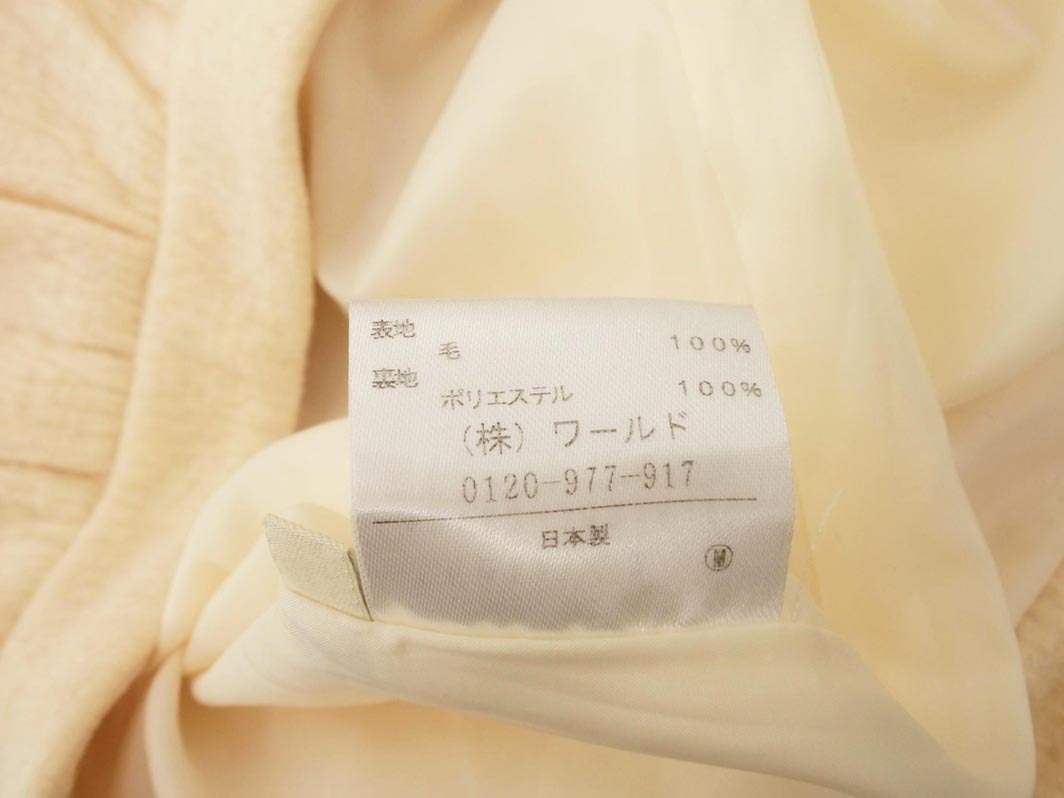 表地
毛 100%
裏地
ポリエステル 100%
（株）ワールド
0120-977-917
日本製
Ⓜ